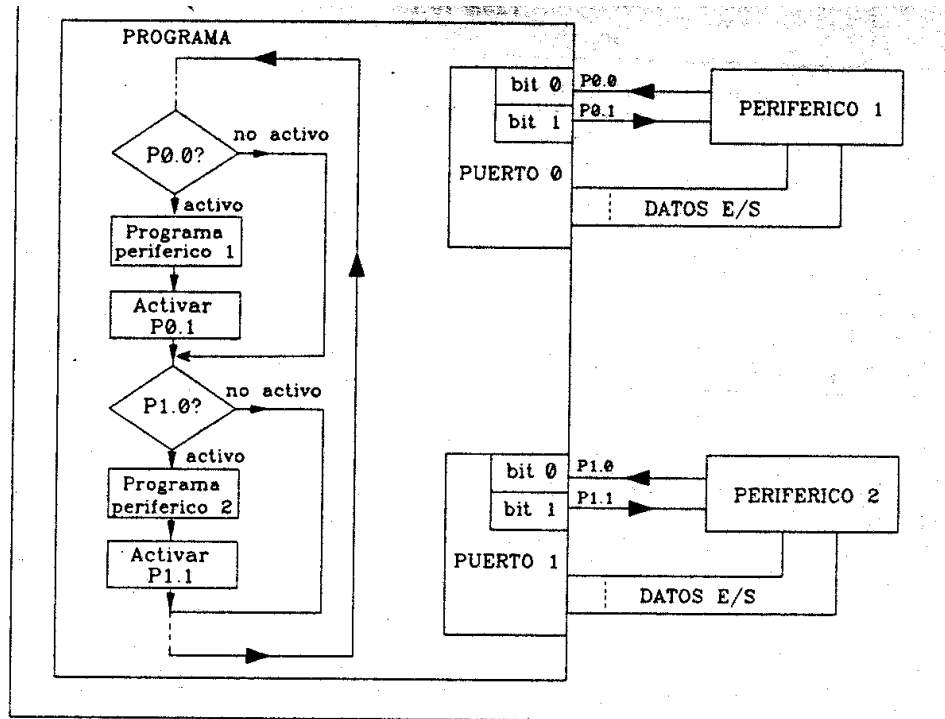 PROGRAMA
P0.0?
no activo
activo
Programa
periferico 1
Activar
P0.1
P1.0?
no activo
activo
Programa
periferico 2
Activar
P1.1
bit 0
P0.0
bit 1
P0.1
PUERTO 0
PERIFERICO 1
DATOS E/S
bit 0
P1.0
bit 1
P1.1
PUERTO 1
PERIFERICO 2
DATOS E/S